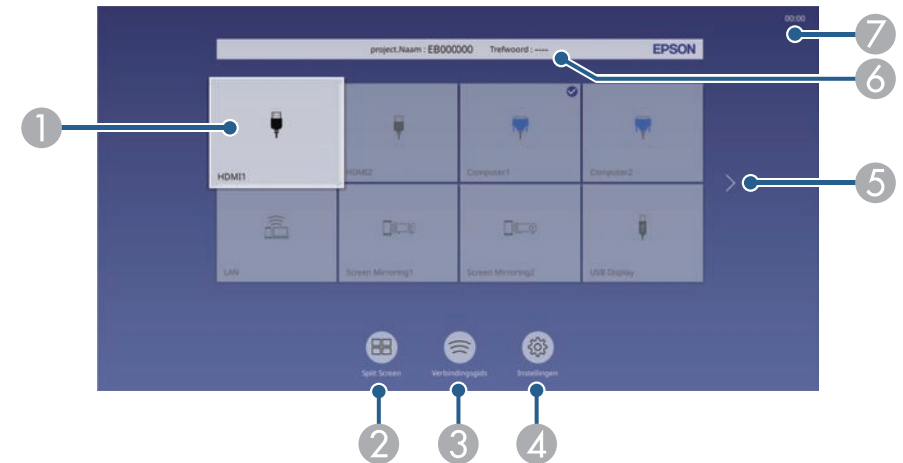 00:00
7
project.Naam : EB000000 Trefwoord : ---- EPSON
6
1
HDMI1 HDMI2 Computer1 Computer2
5
LAN Screen Mirroring1 Screen Mirroring2 USB Display
Split Screen Verbindingsgids Instellingen
2 3 4